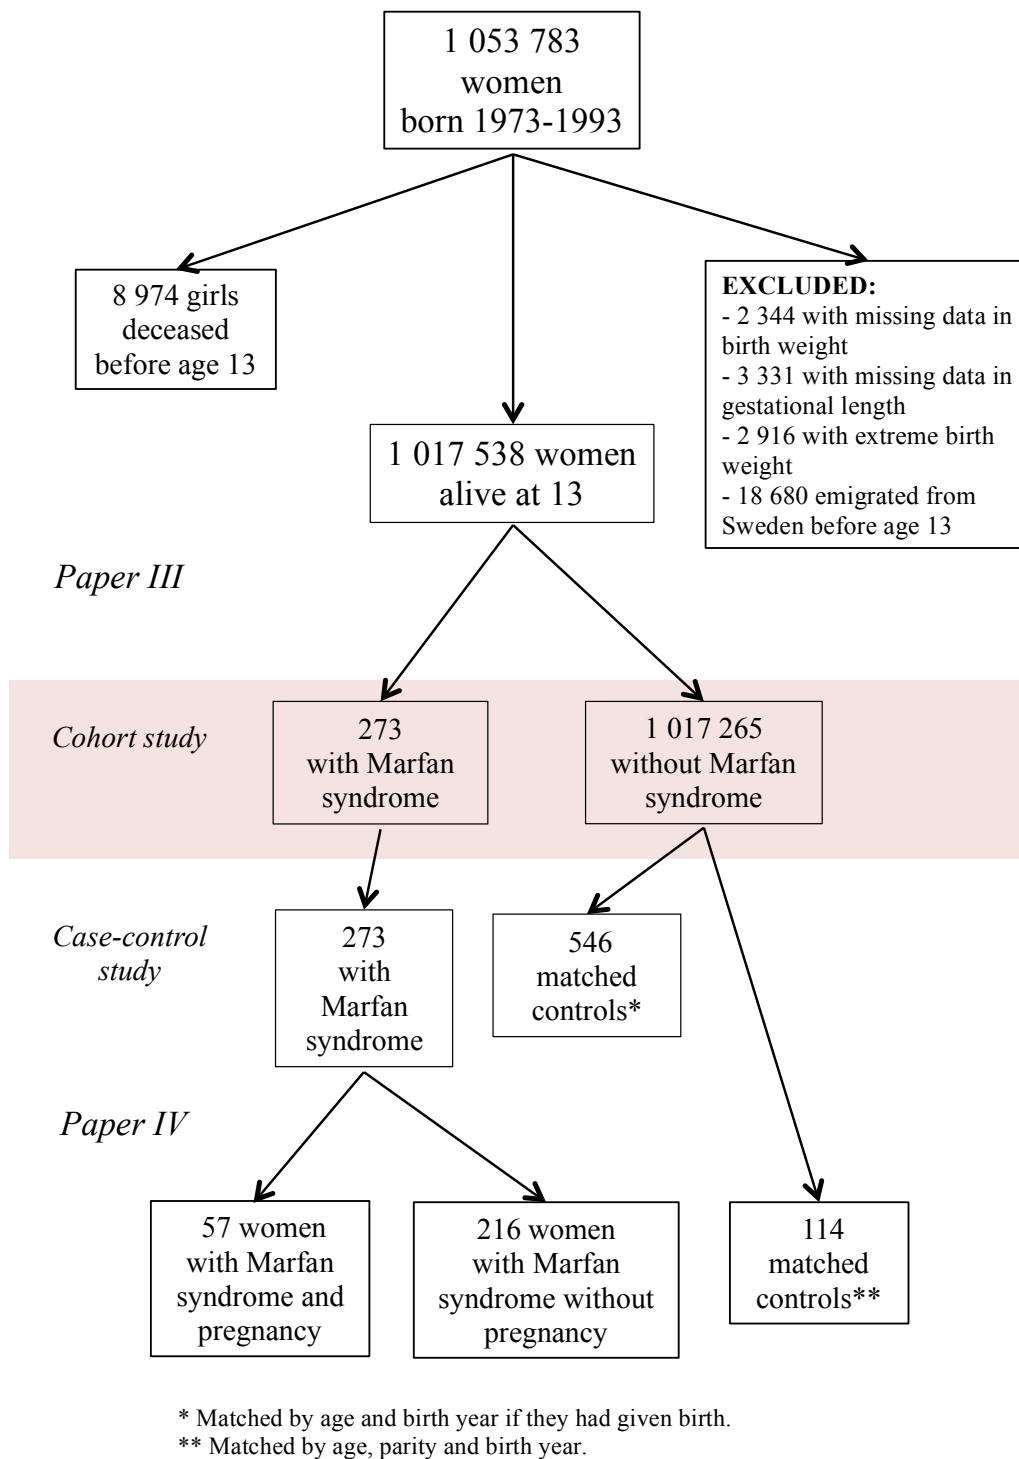 1 053 783
women
born 1973-1993
8 974 girls
deceased
before age 13
EXCLUDED:
- 2 344 with missing data in
birth weight
- 3 331 with missing data in
gestational length
- 2 916 with extreme birth
weight
- 18 680 emigrated from
Sweden before age 13
1 017 538 women
alive at 13
Paper III
Cohort study
273
with Marfan
syndrome
1 017 265
without Marfan
syndrome
Case-control
study
273
with
Marfan
syndrome
546
matched
controls*
Paper IV
57 women
with Marfan
syndrome and
pregnancy
216 women
with Marfan
syndrome without
pregnancy
114
matched
controls**
* Matched by age and birth year if they had given birth.
** Matched by age, parity and birth year.